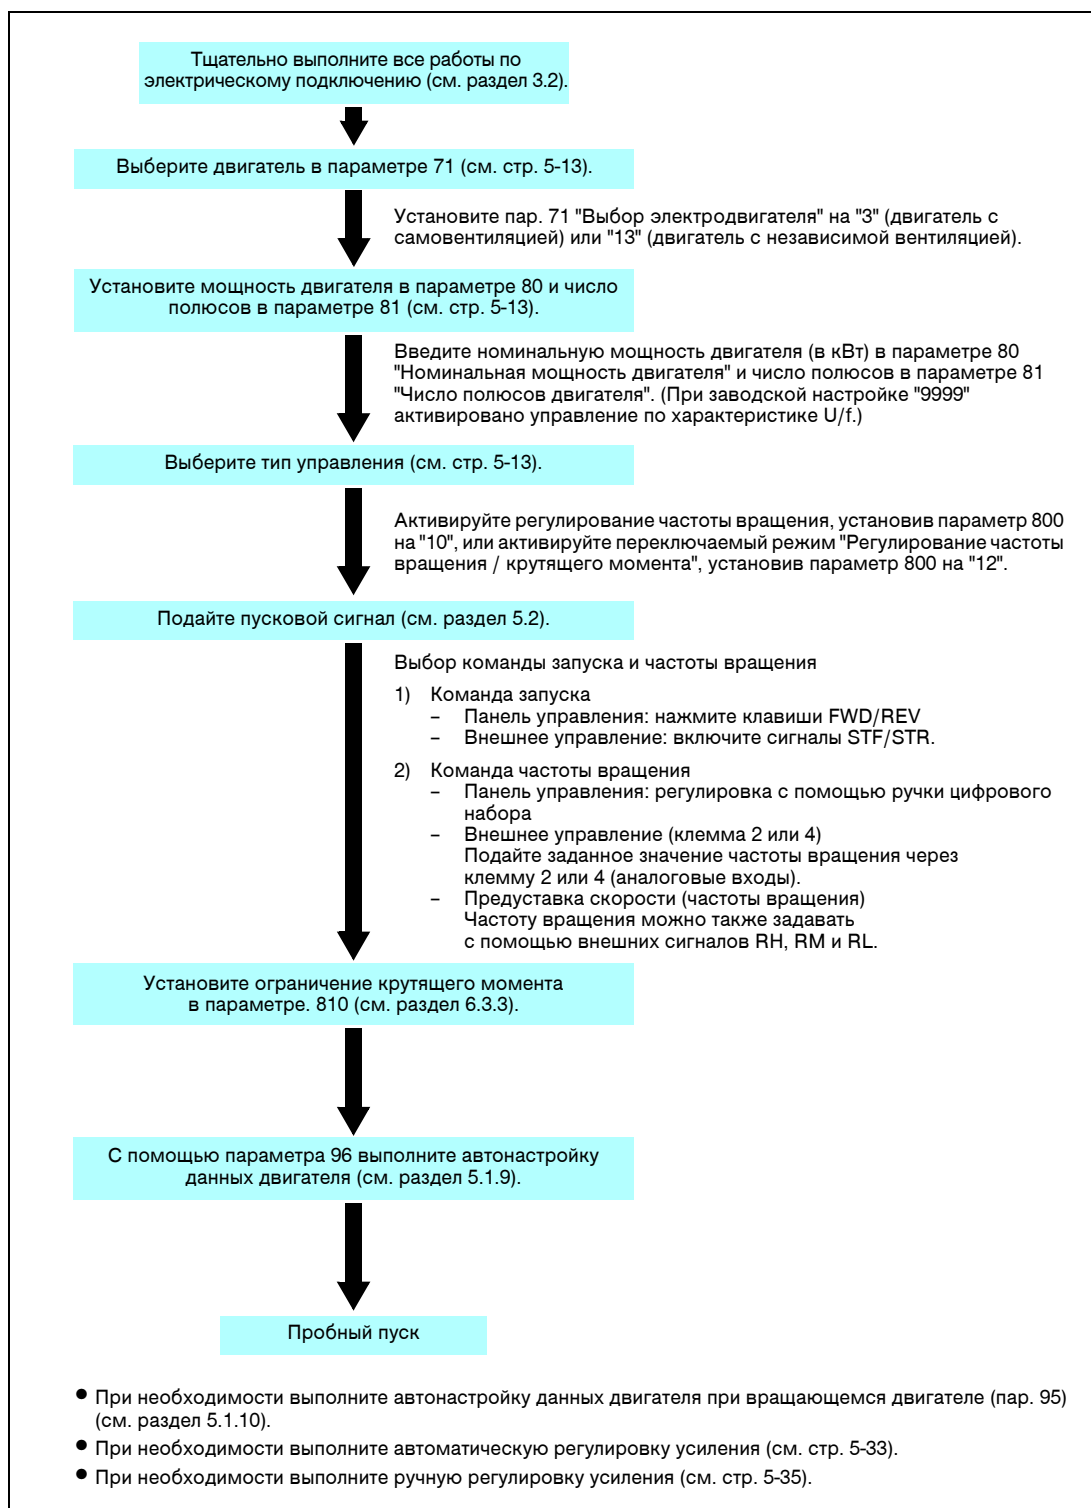 Тщательно выполните все работы по
электрическому подключению (см. раздел 3.2).
Выберите двигатель в параметре 71 (см. стр. 5-13).
Установите пар. 71 "Выбор электродвигателя" на "3" (двигатель с
самовентиляцией) или "13" (двигатель с независимой вентиляцией).
Установите мощность двигателя в параметре 80 и число
полюсов в параметре 81 (см. стр. 5-13).
Введите номинальную мощность двигателя (в кВт) в параметре 80
"Номинальная мощность двигателя" и число полюсов в параметре 81
"Число полюсов двигателя". (При заводской настройке "9999"
активировано управление по характеристике U/f.)
Выберите тип управления (см. стр. 5-13).
Активируйте регулирование частоты вращения, установив параметр 800
на "10", или активируйте переключаемый режим "Регулирование частоты
вращения / крутящего момента", установив параметр 800 на "12".
Подайте пусковой сигнал (см. раздел 5.2).
Выбор команды запуска и частоты вращения
1) Команда запуска
– Панель управления: нажмите клавиши FWD/REV
– Внешнее управление: включите сигналы STF/STR.
2) Команда частоты вращения
– Панель управления: регулировка с помощью ручки цифрового
набора
– Внешнее управление (клемма 2 или 4)
Подайте заданное значение частоты вращения через
клемму 2 или 4 (аналоговые входы).
– Предуставка скорости (частоты вращения)
Частоту вращения можно также задавать
с помощью внешних сигналов RH, RM и RL.
Установите ограничение крутящего момента
в параметре. 810 (см. раздел 6.3.3).
С помощью параметра 96 выполните автонастройку
данных двигателя (см. раздел 5.1.9).
Пробный пуск
● При необходимости выполните автонастройку данных двигателя при вращающемся двигателе (пар. 95)
(см. раздел 5.1.10).
● При необходимости выполните автоматическую регулировку усиления (см. стр. 5-33).
● При необходимости выполните ручную регулировку усиления (см. стр. 5-35).